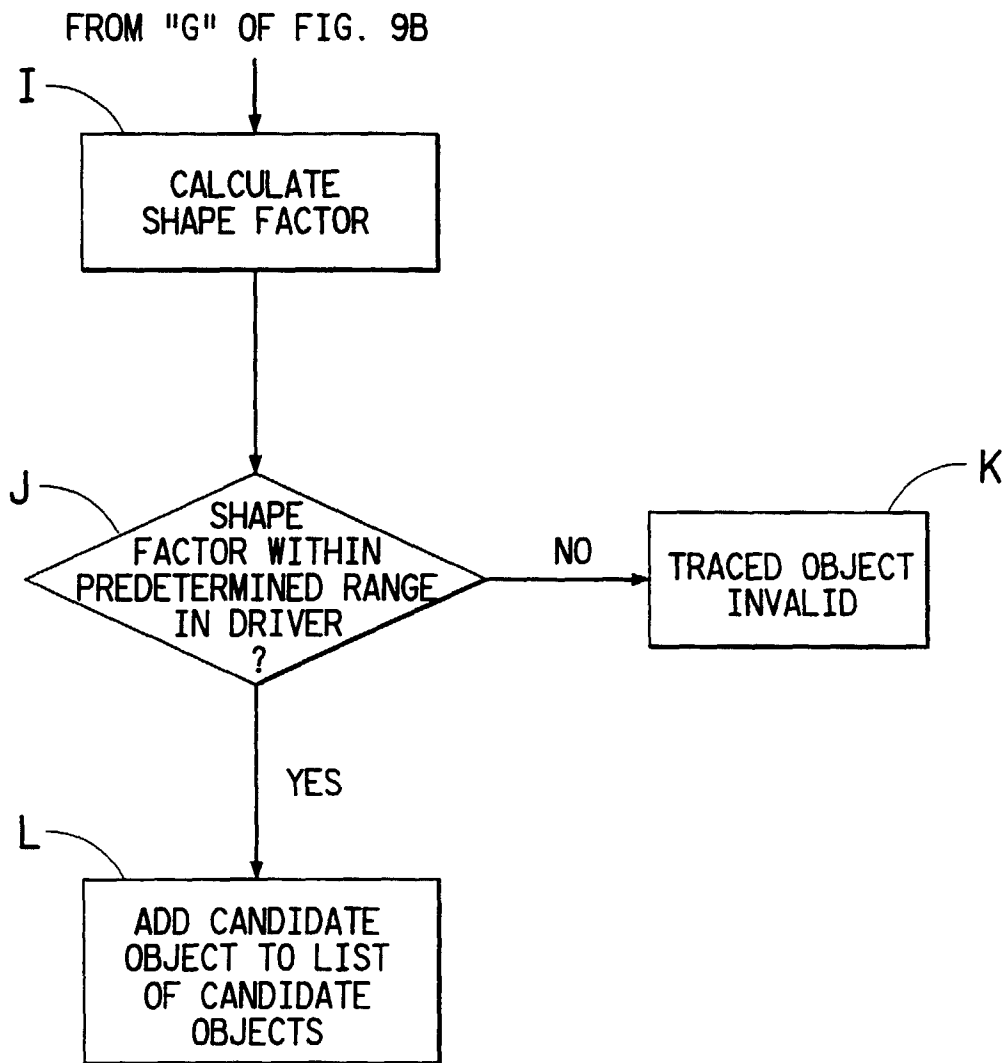 FROM "G" OF FIG. 9B
I
CALCULATE
SHAPE FACTOR
J
SHAPE
FACTOR WITHIN
PREDETERMINED RANGE
IN DRIVER
?
NO
K
TRACED OBJECT
INVALID
YES
L
ADD CANDIDATE
OBJECT TO LIST
OF CANDIDATE
OBJECTS